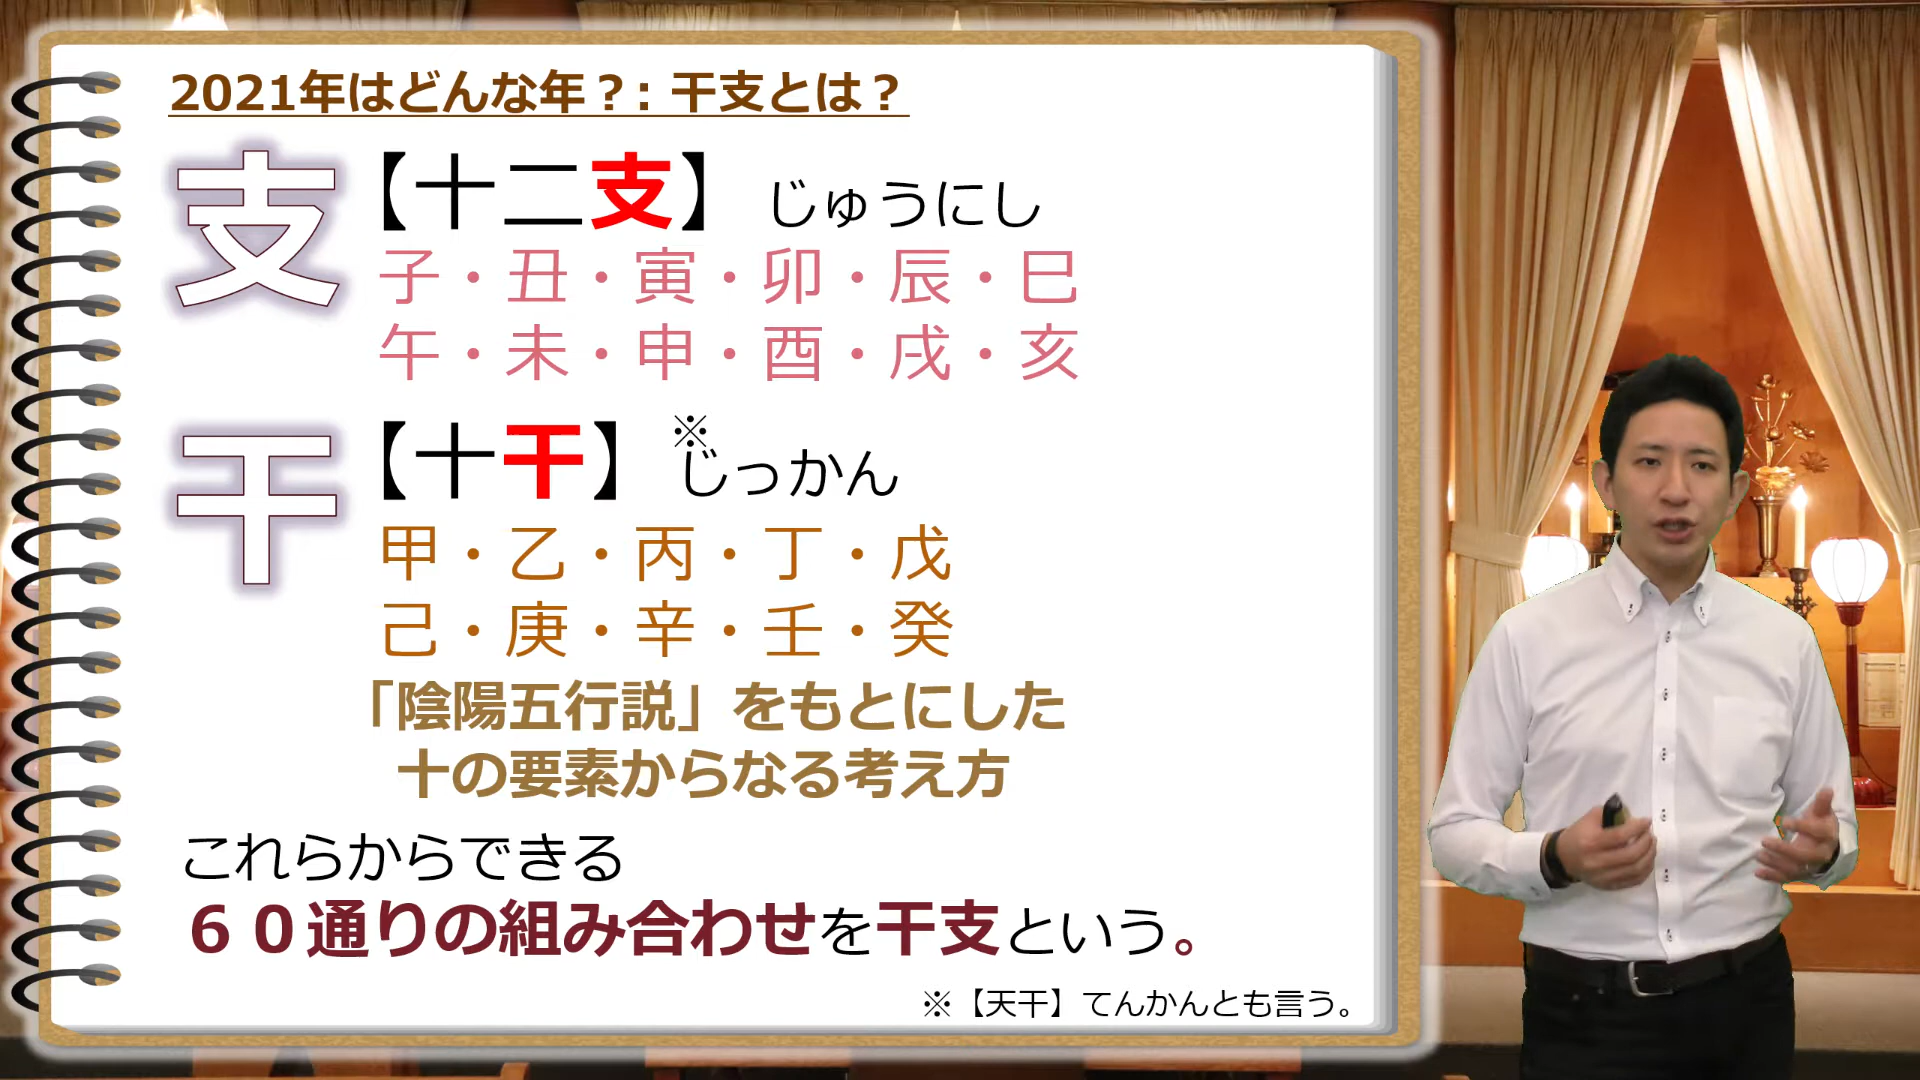 2021年はどんな年？: 干支とは？
支
【十二支】 じゅうにし
子・丑・寅・卯・辰・巳
午・未・申・酉・戌・亥
干
【十干】 ※じっかん
甲・乙・丙・丁・戊
己・庚・辛・壬・癸
「陰陽五行説」をもとにした
十の要素からなる考え方
これらからできる
６０通りの組み合わせを干支という。
※【天干】てんかんとも言う。